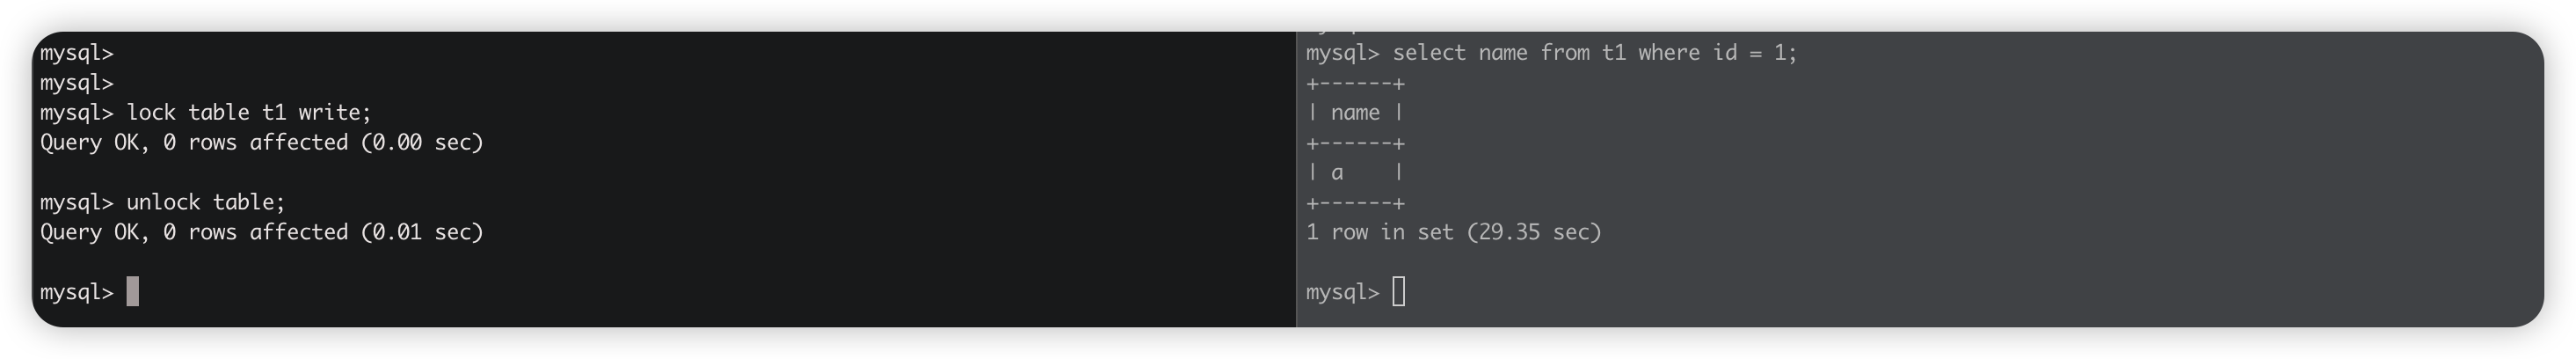 mysql>
mysql>
mysql> lock table t1 write;
Query OK, 0 rows affected (0.00 sec)
mysql> unlock table;
Query OK, 0 rows affected (0.01 sec)
mysql>
mysql> select name from t1 where id = 1;
+------+
| name |
+------+
| a    |
+------+
1 row in set (29.35 sec)
mysql>